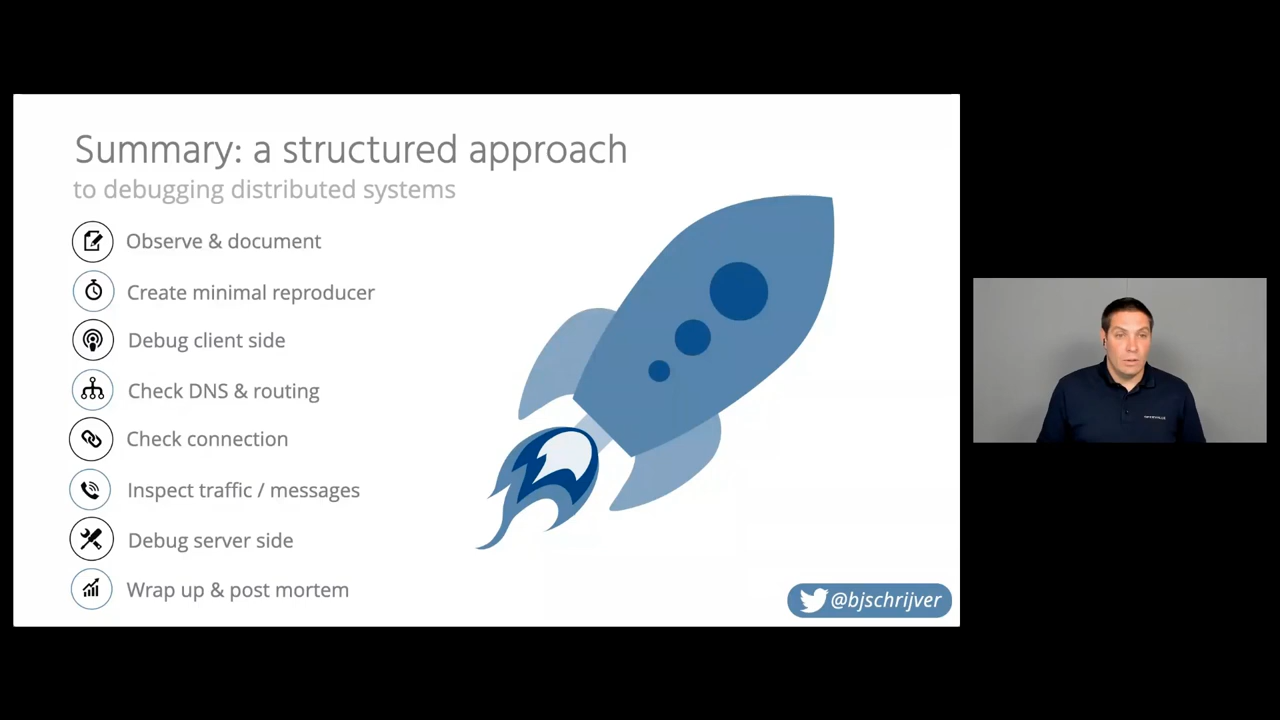 Summary: a structured approach
to debugging distributed systems
Observe & document
Create minimal reproducer
Debug client side
Check DNS & routing
Check connection
Inspect traffic / messages
Debug server side
Wrap up & post mortem
@bjschrijver